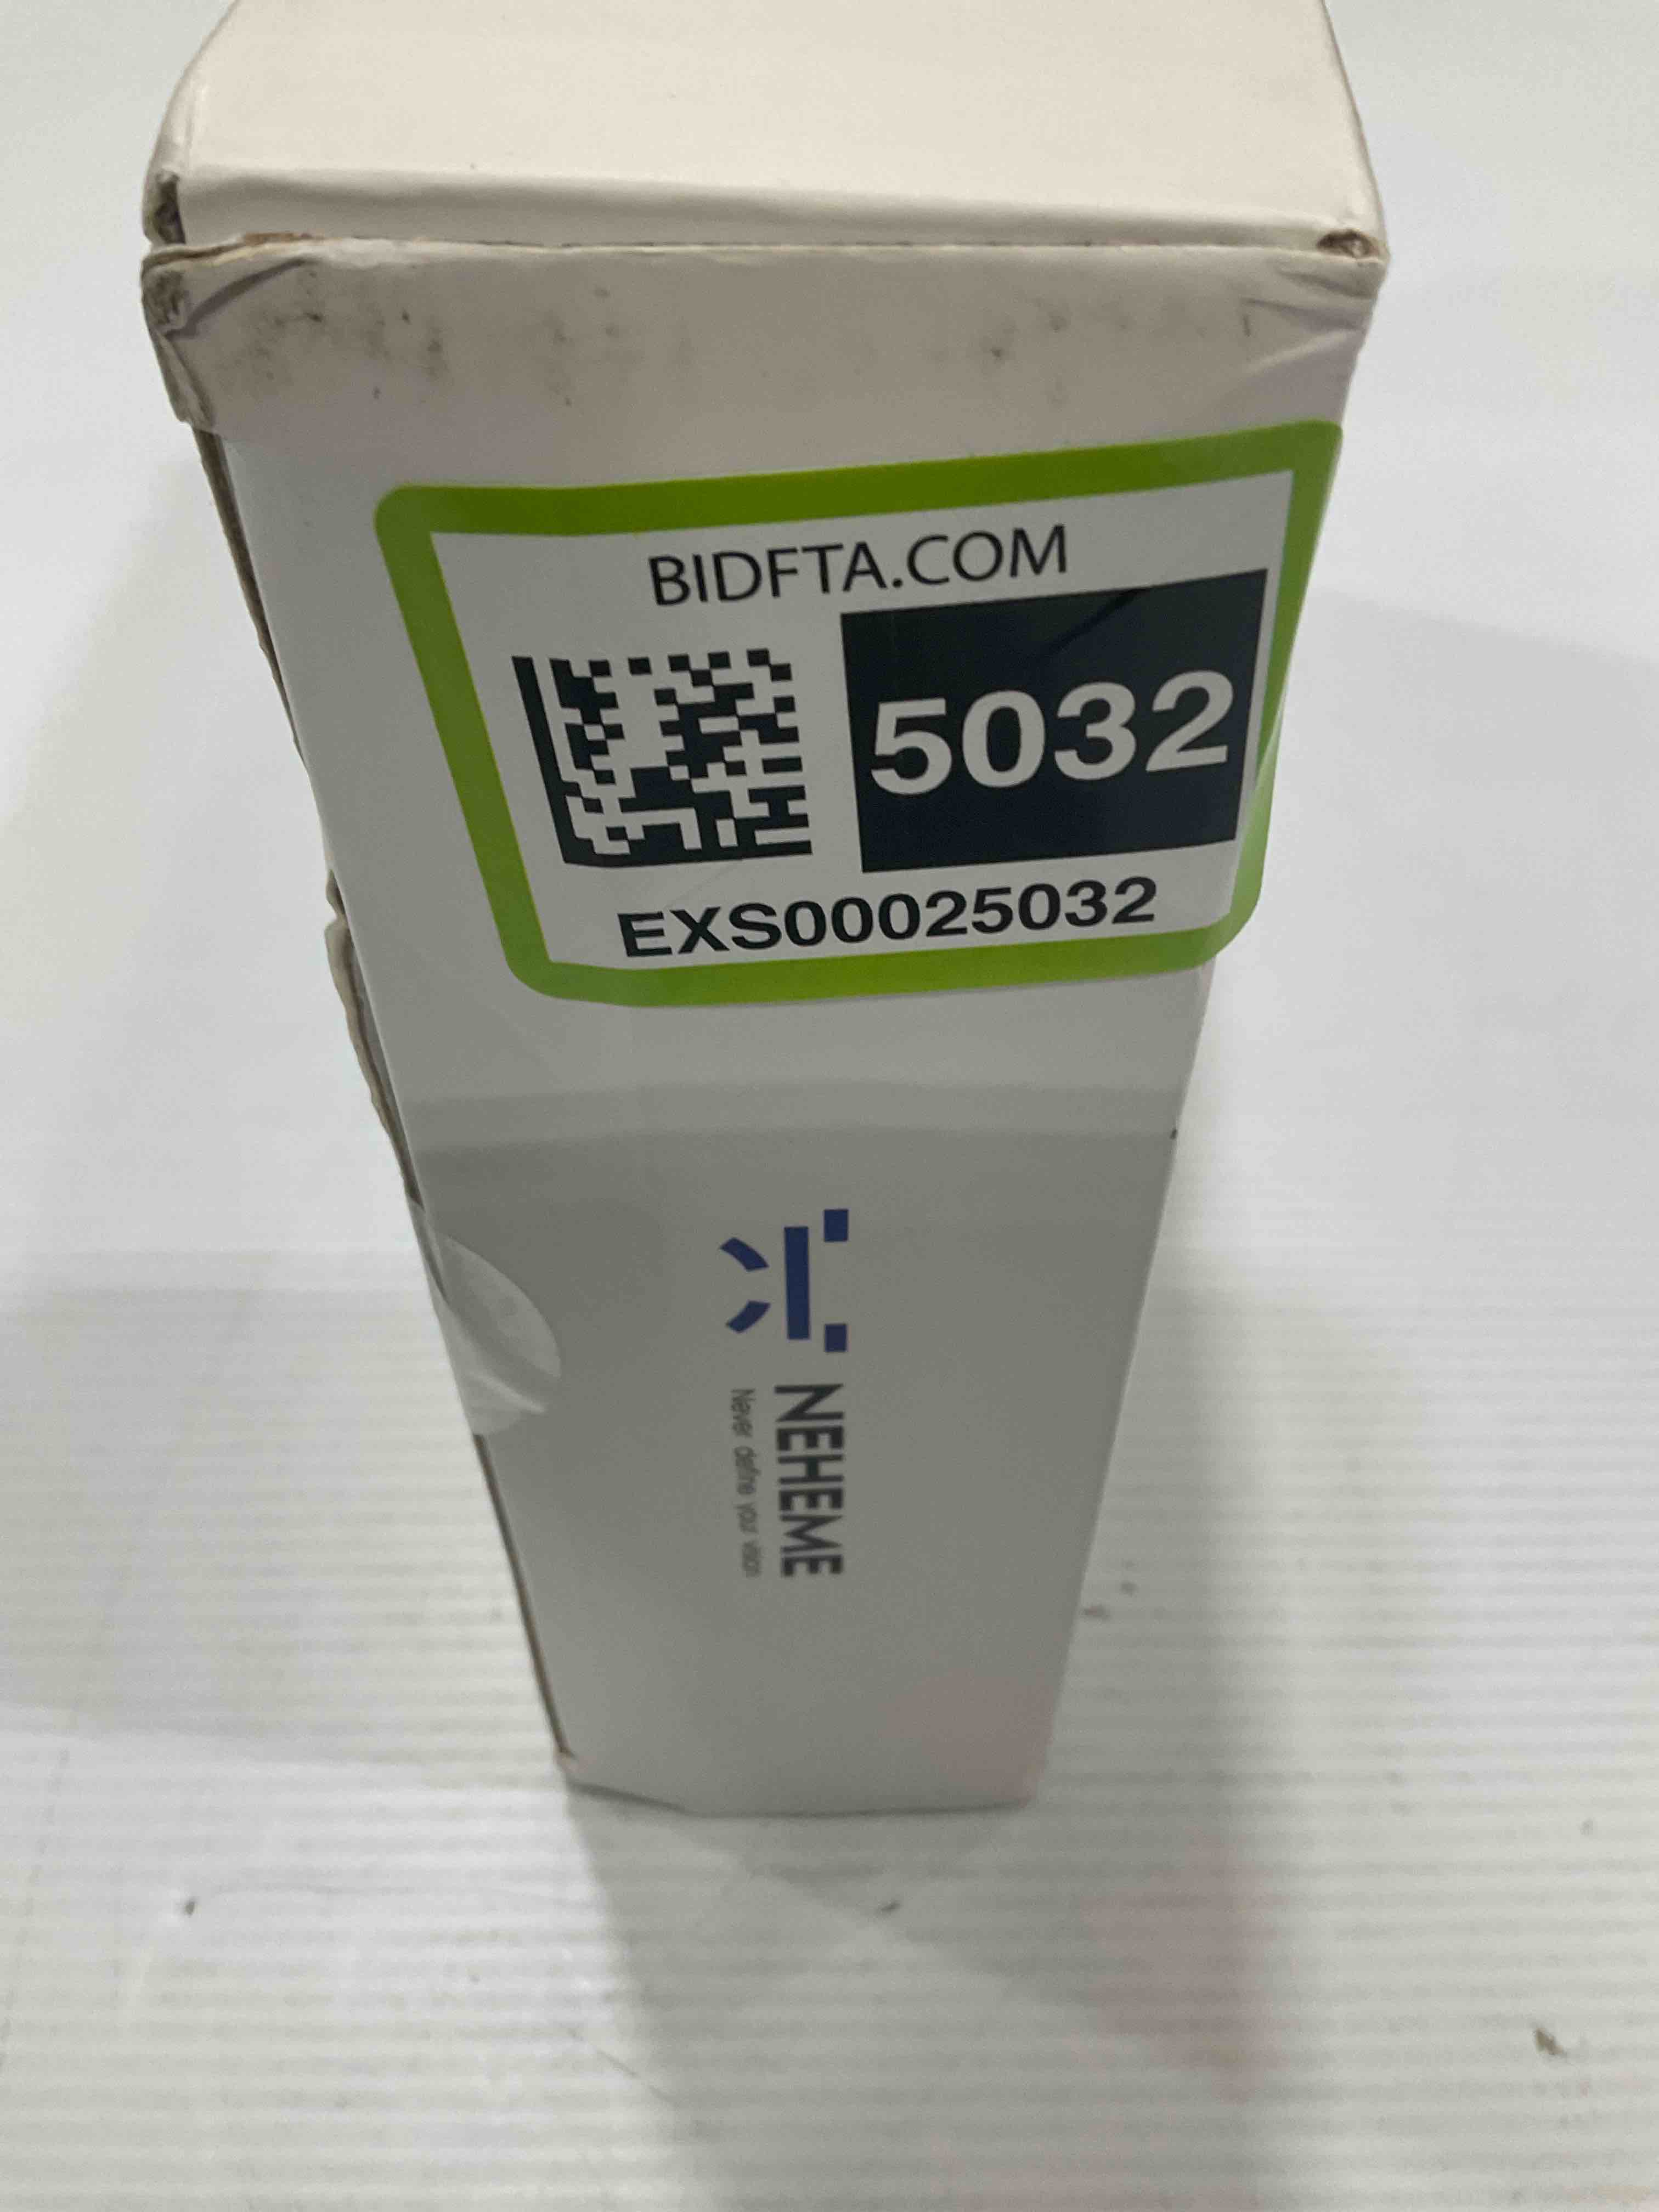 BIDFTA.COM
5032
EXS00025032
NEHEME
Never define your vision